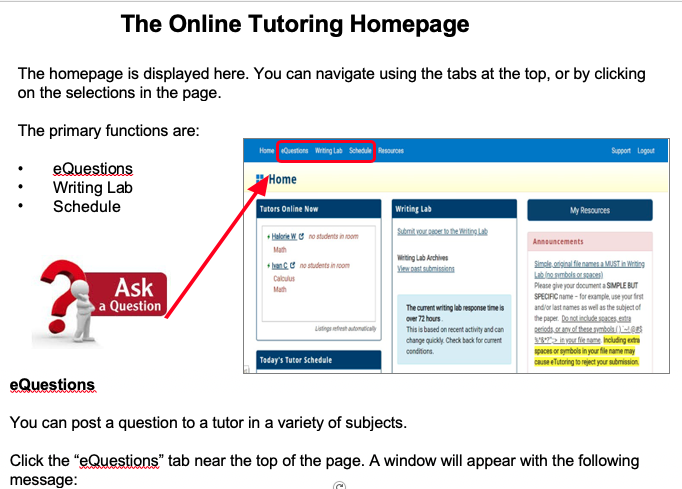 The Online Tutoring Homepage
The homepage is displayed here. You can navigate using the tabs at the top, or by clicking
on the selections in the page.
The primary functions are:
• eQuestions
• Writing Lab
• Schedule
Ask
a Question
Home eQuestions Writing Lab Schedule Resources Support Logout
Home
Tutors Online Now
Halorie W. no students in room
Math
Ivan C. no students in room
Calculus
Math
Listings refresh automatically
Today's Tutor Schedule
Writing Lab
Submit your paper to the Writing Lab
Writing Lab Archives
View past submissions
The current writing lab response time is
over 72 hours.
This is based on recent activity and can
change quickly. Check back for current
conditions.
My Resources
Announcements
Simple, original file names a MUST in Writing
Lab (no symbols or spaces)
Please give your document a SIMPLE BUT
SPECIFIC name – for example, use your first
and/or last names as well as the subject of
the paper. Do not include spaces, extra
periods, or any of these symbols
in your file name. Including extra
spaces or symbols in your file name may
cause eTutoring to reject your submission.
eQuestions
You can post a question to a tutor in a variety of subjects.
Click the “eQuestions” tab near the top of the page. A window will appear with the following
message: